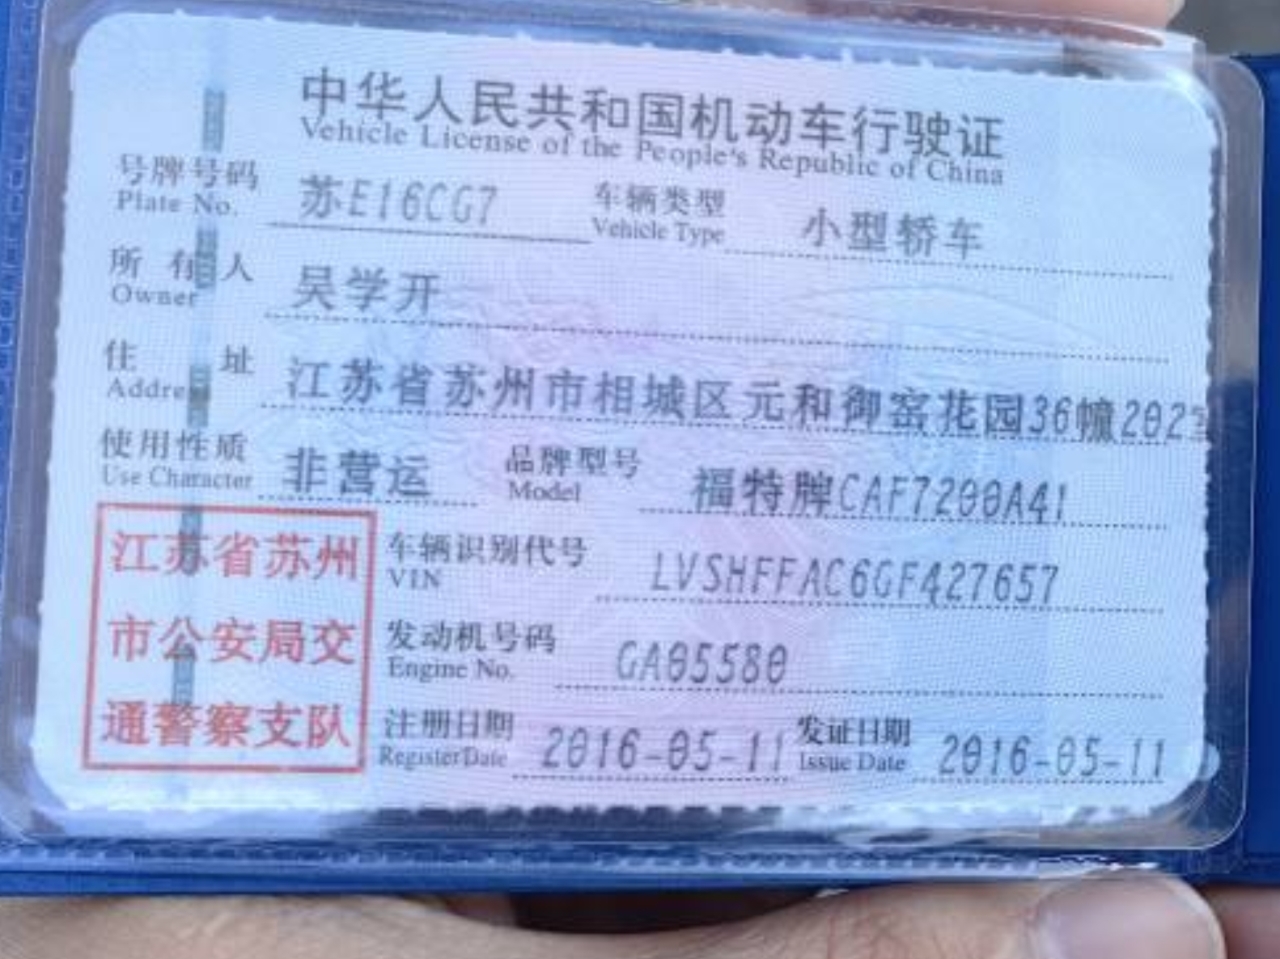 中华人民共和国机动车行驶证
Vehicle License of the People's Republic of China
号牌号码 苏E16CG7 车辆类型 小型轿车
Plate No. Vehicle Type
所有人 吴学开
Owner
住址 江苏省苏州市相城区元和御窑花园36幢202室
Address
使用性质 非营运 品牌型号 福特牌CAF7200A41
Use Character Model
江苏省苏州
市公安局交
通警察支队
车辆识别代号 LVSHFFAC6GF427657
VIN
发动机号码 GA05580
Engine No.
注册日期 2016-05-11 发证日期 2016-05-11
Register Date Issue Date